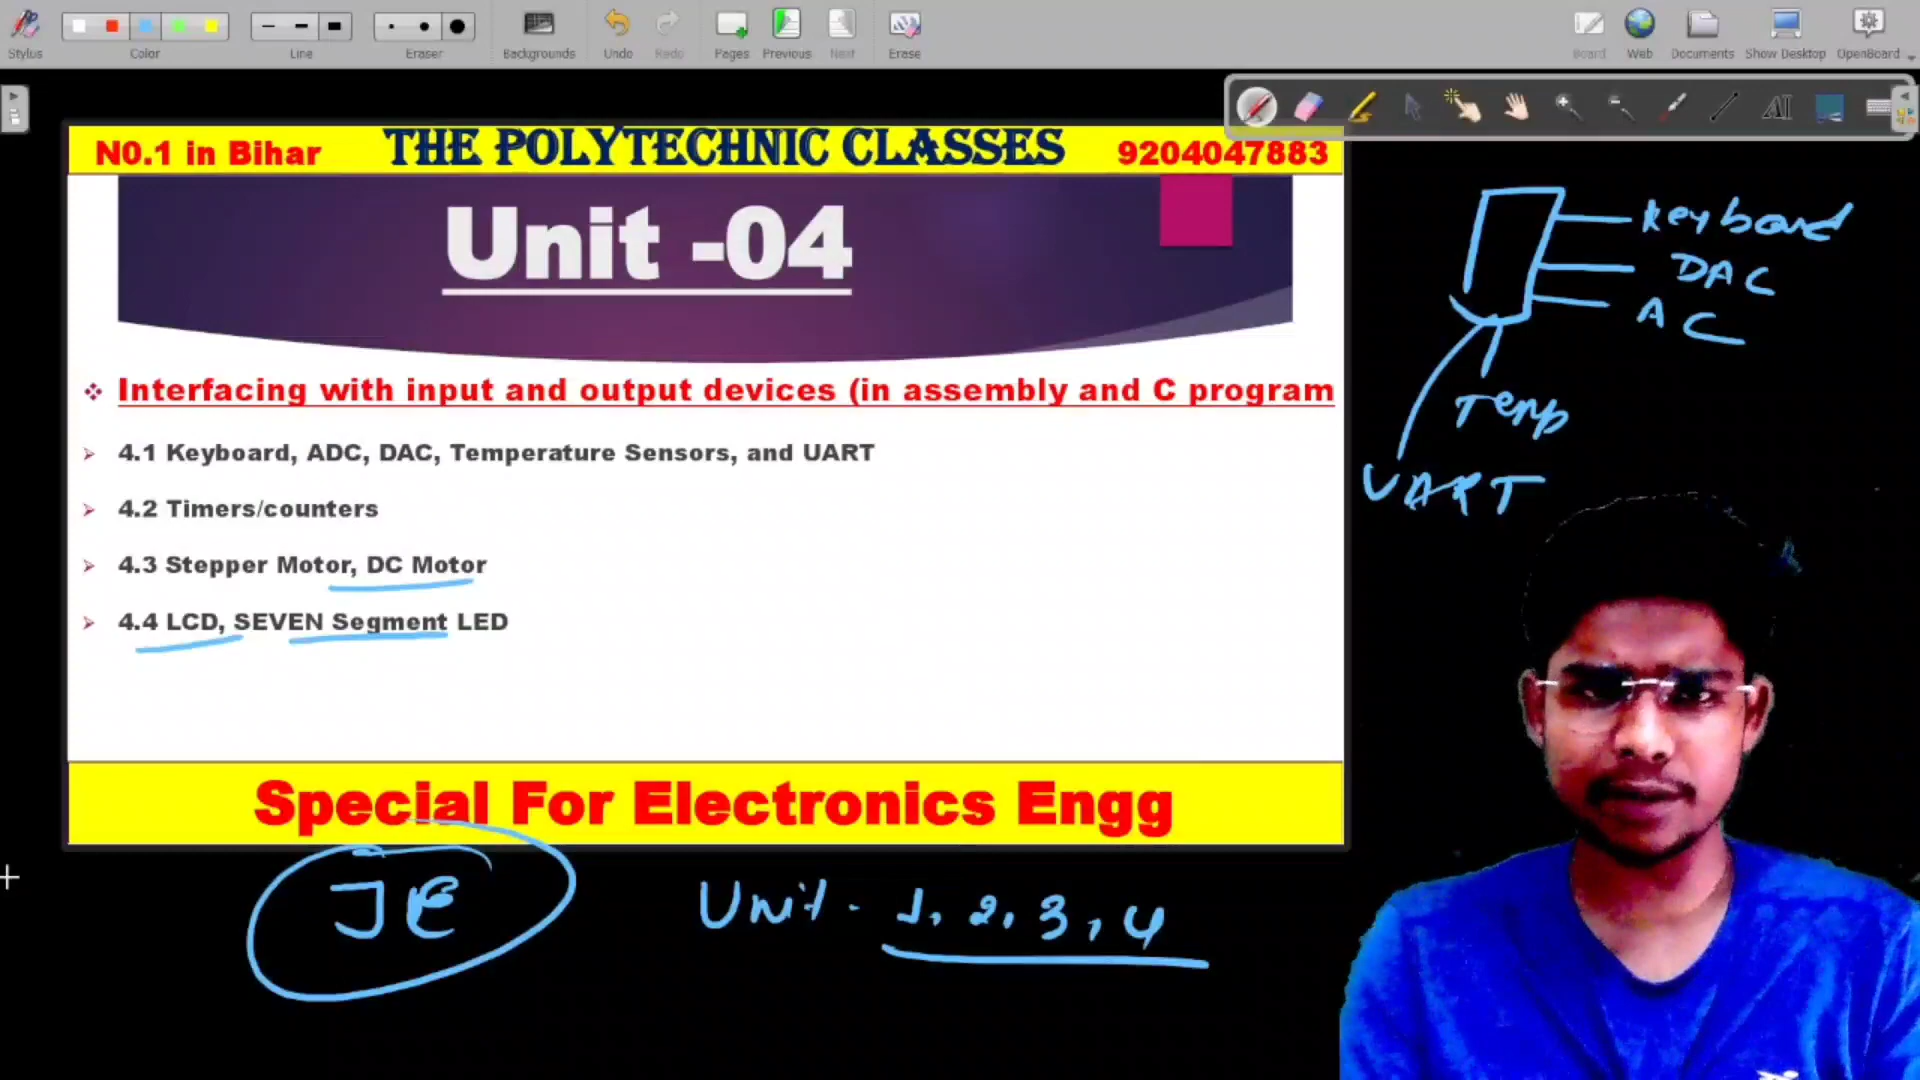 Stylus Color Line Eraser Backgrounds Undo Redo Pages Previous Next Erase Board Web Documents Show Desktop OpenBoard
N0.1 in Bihar THE POLYTECHNIC CLASSES 9204047883
Unit -04
Interfacing with input and output devices (in assembly and C program
4.1 Keyboard, ADC, DAC, Temperature Sensors, and UART
4.2 Timers/counters
4.3 Stepper Motor, DC Motor
4.4 LCD, SEVEN Segment LED
Special For Electronics Engg
Keyboard
DAC
AC
Temp
UART
JE
Unit - 1, 2, 3, 4